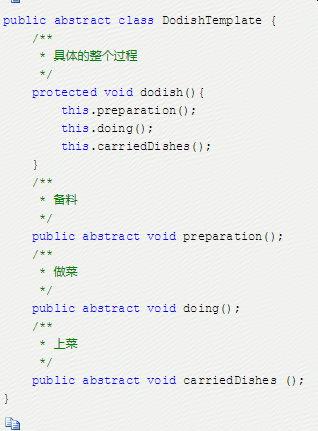 public abstract class DodishTemplate {
    /**
     * 具体的整个过程
     */
    protected void dodish(){
        this.preparation();
        this.doing();
        this.carriedDishes();
    }
    /**
     * 备料
     */
    public abstract void preparation();
    /**
     * 做菜
     */
    public abstract void doing();
    /**
     * 上菜
     */
    public abstract void carriedDishes ();
}